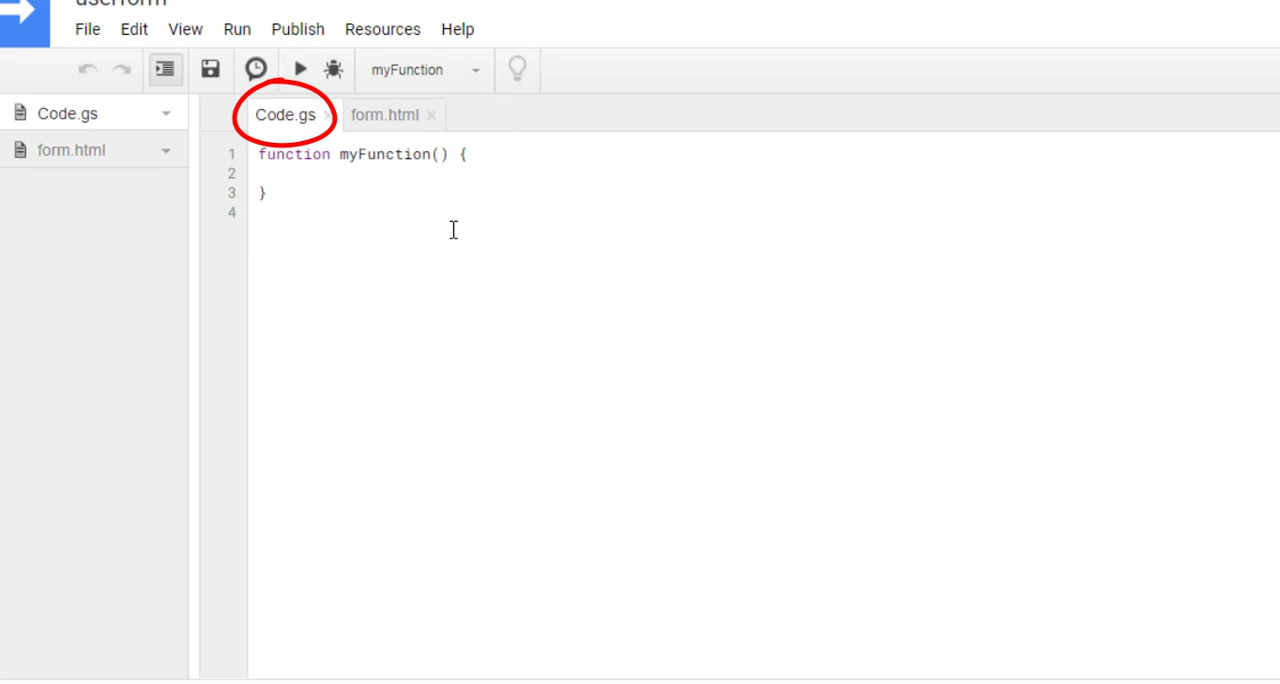 userform
File Edit View Run Publish Resources Help
myFunction
Code.gs
form.html
Code.gs × form.html ×
1 function myFunction() {
2
3 }
4